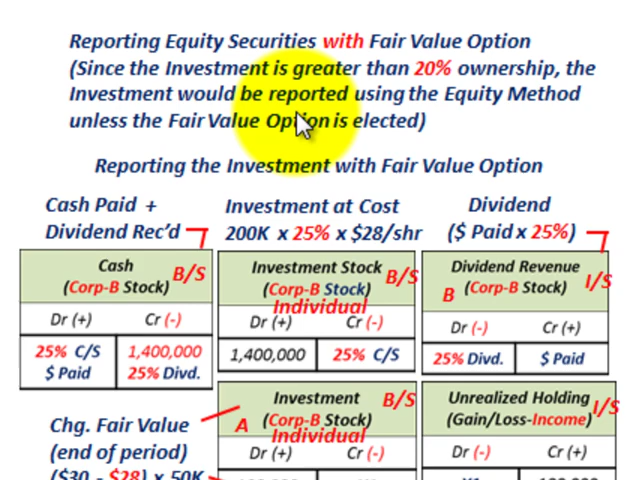 Reporting Equity Securities with Fair Value Option
(Since the Investment is greater than 20% ownership, the
Investment would be reported using the Equity Method
unless the Fair Value Option is elected)
Reporting the Investment with Fair Value Option
Cash Paid +
Dividend Rec'd
Investment at Cost
200K x 25% x $28/shr
Dividend
($ Paid x 25%)
Cash
(Corp-B Stock)
B/S
Dr (+) Cr (-)
25% C/S 1,400,000
$ Paid 25% Divd.
Investment Stock
(Corp-B Stock)
B/S
Individual
Dr (+) Cr (-)
1,400,000 25% C/S
Dividend Revenue
B (Corp-B Stock)
I/S
Dr (-) Cr (+)
25% Divd. $ Paid
Chg. Fair Value
(end of period)
($30 - $28) x 50K
Investment
A (Corp-B Stock)
B/S
Individual
Dr (+) Cr (-)
Unrealized Holding
(Gain/Loss-Income)
I/S
Dr (-) Cr (+)